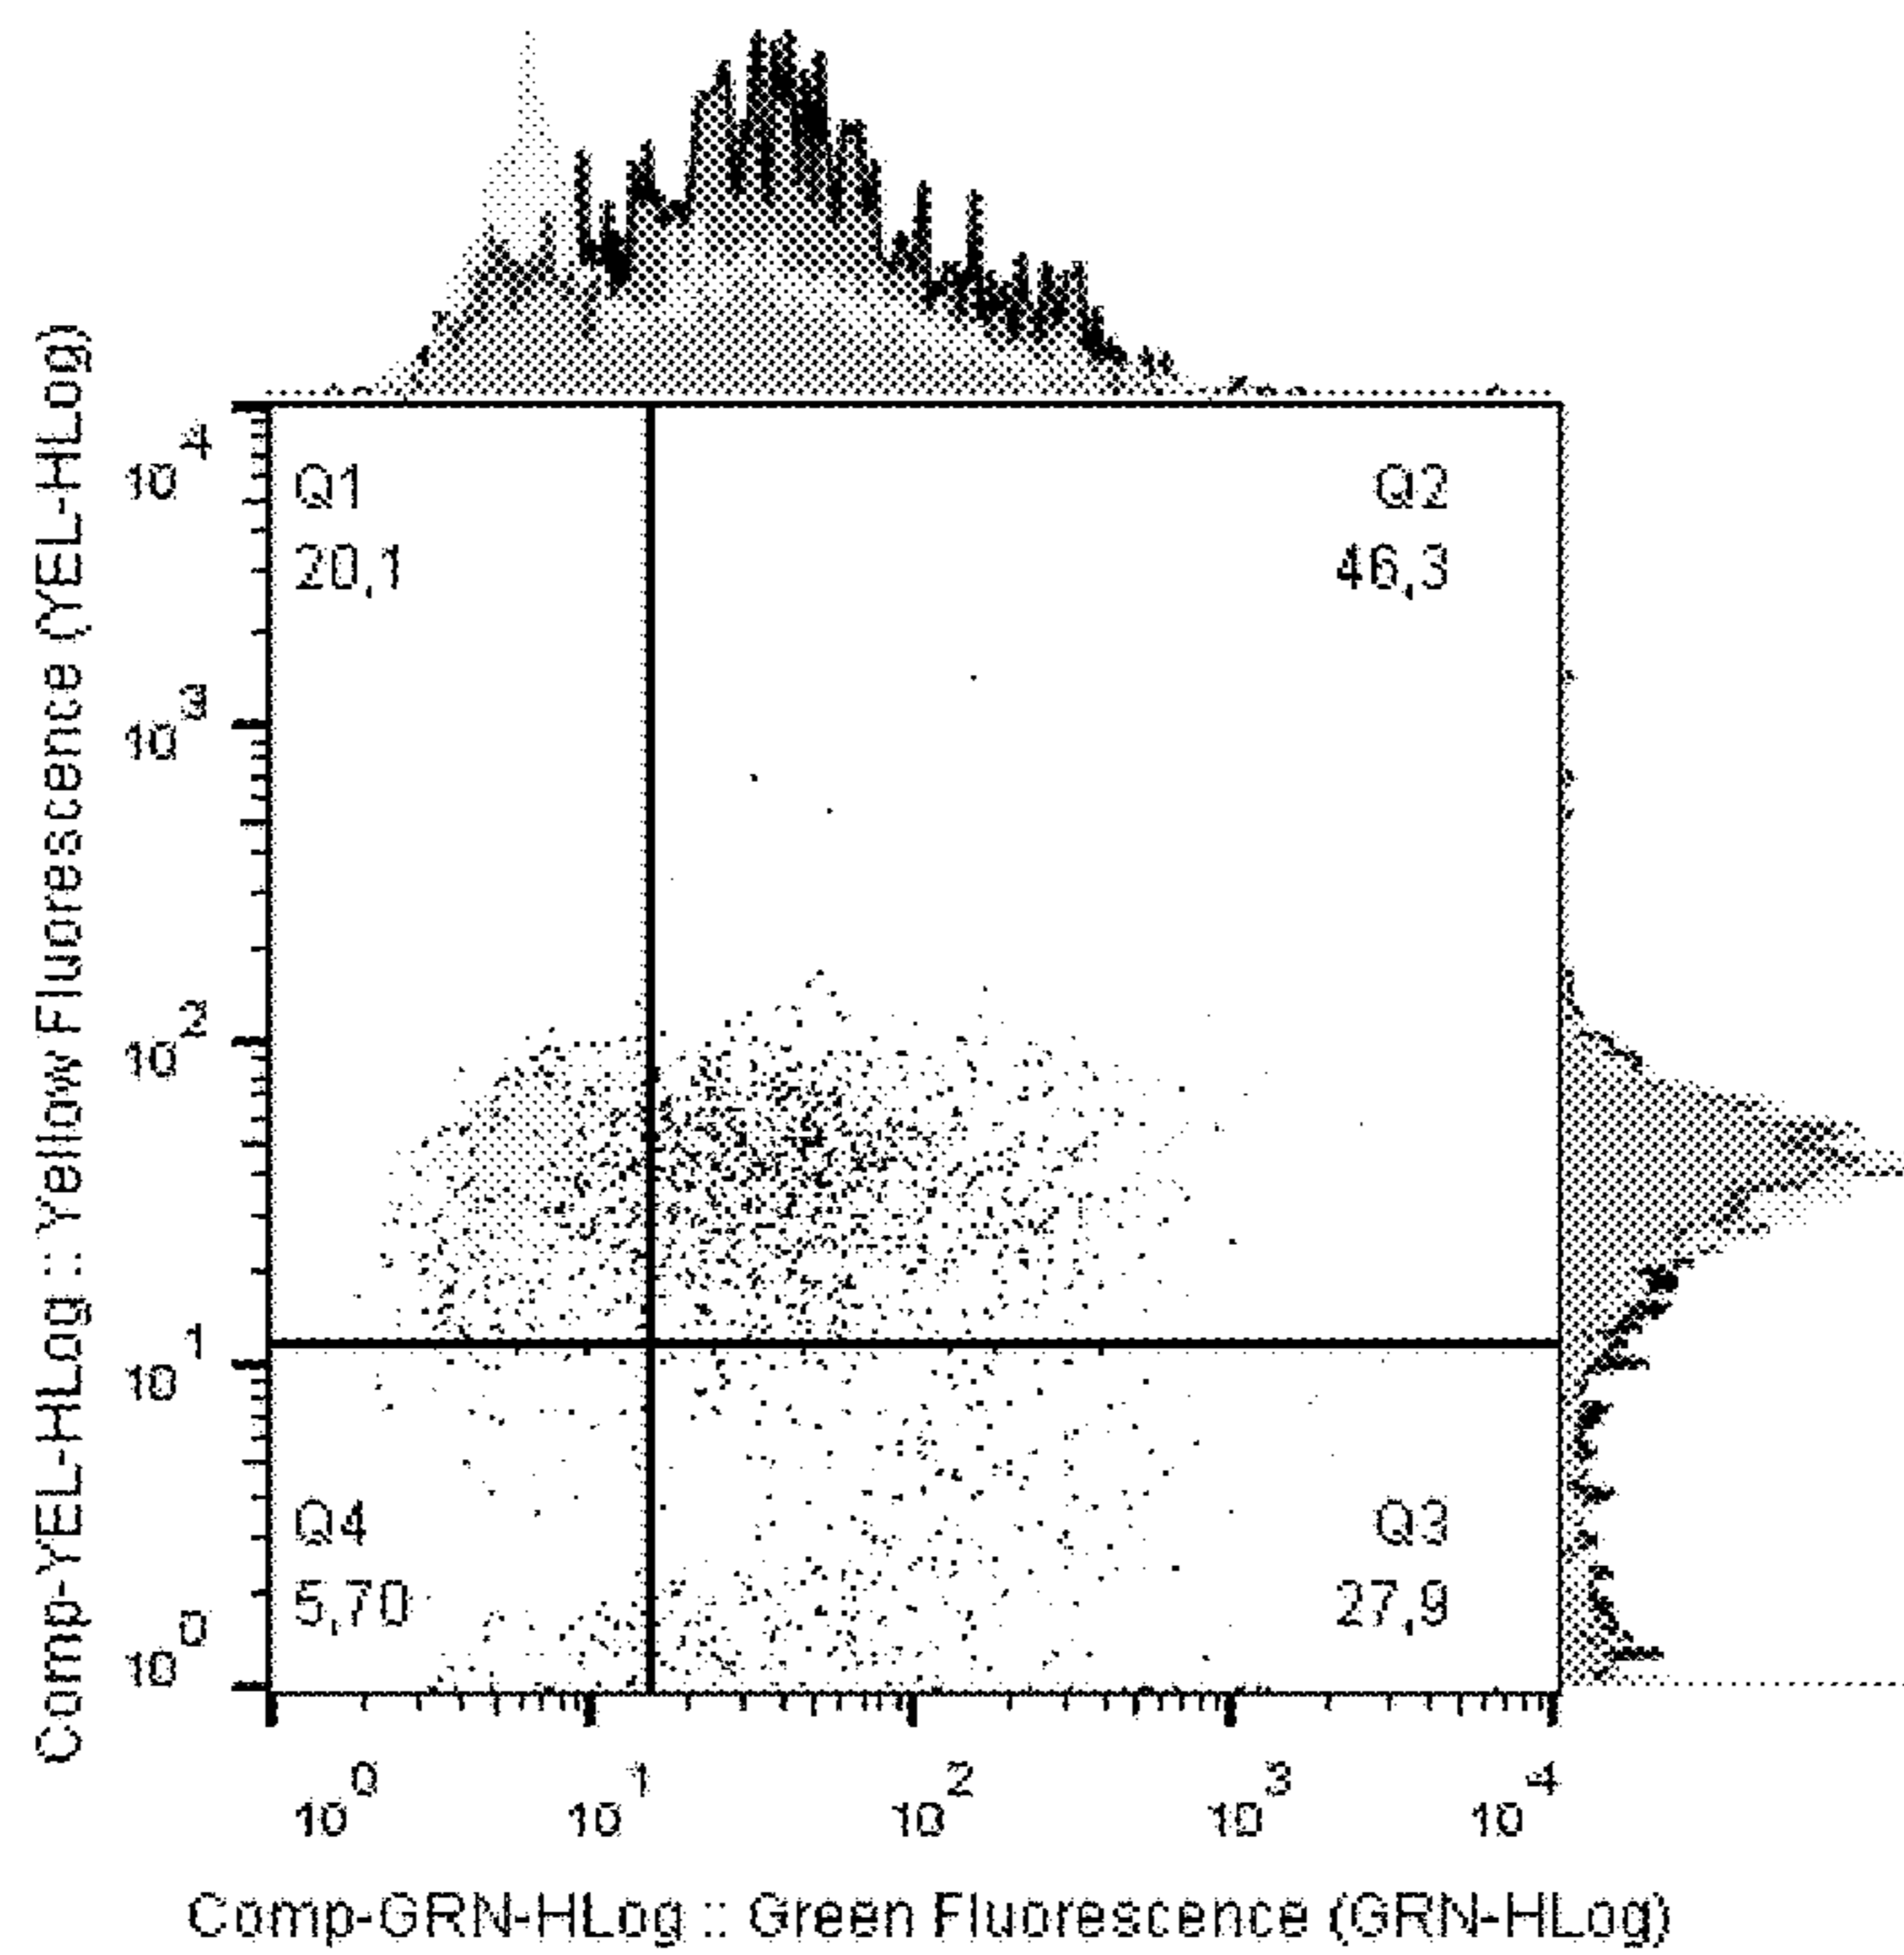 Comp-YEL-HLog :: Yellow Fluorescence (YEL-HLog)
10^4
10^3
10^2
10^1
10^0
Q1
20,1
Q2
46,3
Q4
5,70
Q3
27,9
10^0 10^1 10^2 10^3 10^4
Comp-GRN-HLog :: Green Fluorescence (GRN-HLog)